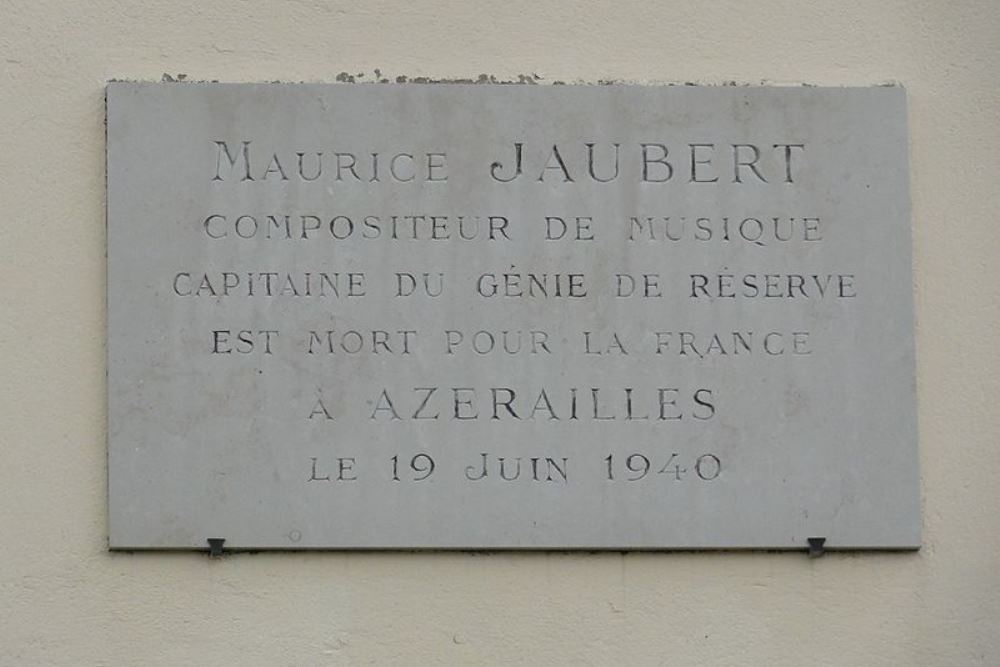 MAURICE JAUBERT
COMPOSITEUR DE MUSIQUE
CAPITAINE DU GÉNIE DE RÉSERVE
EST MORT POUR LA FRANCE
À AZERAILLES
LE 19 JUIN 1940